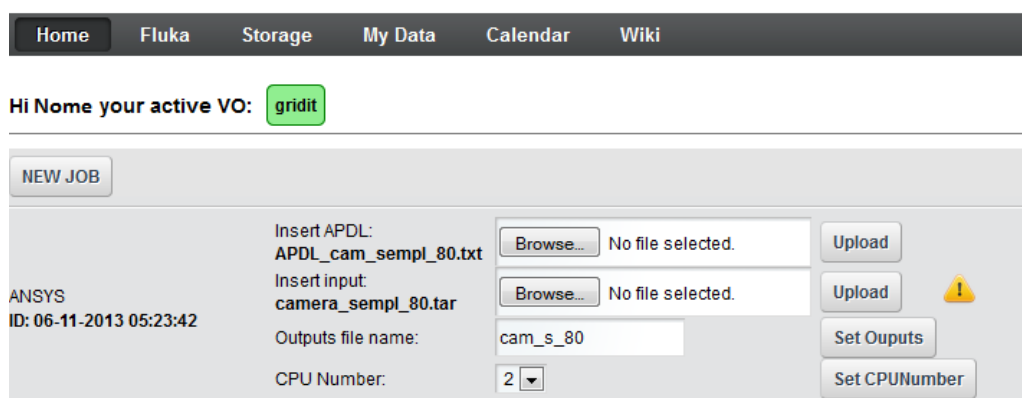 Home Fluka Storage My Data Calendar Wiki
Hi Nome your active VO: gridit
NEW JOB
Insert APDL:
APDL_cam_sempl_80.txt Browse... No file selected. Upload
Insert input:
camera_sempl_80.tar Browse... No file selected. Upload
ANSYS
ID: 06-11-2013 05:23:42
Outputs file name: cam_s_80 Set Ouputs
CPU Number: 2 Set CPUNumber